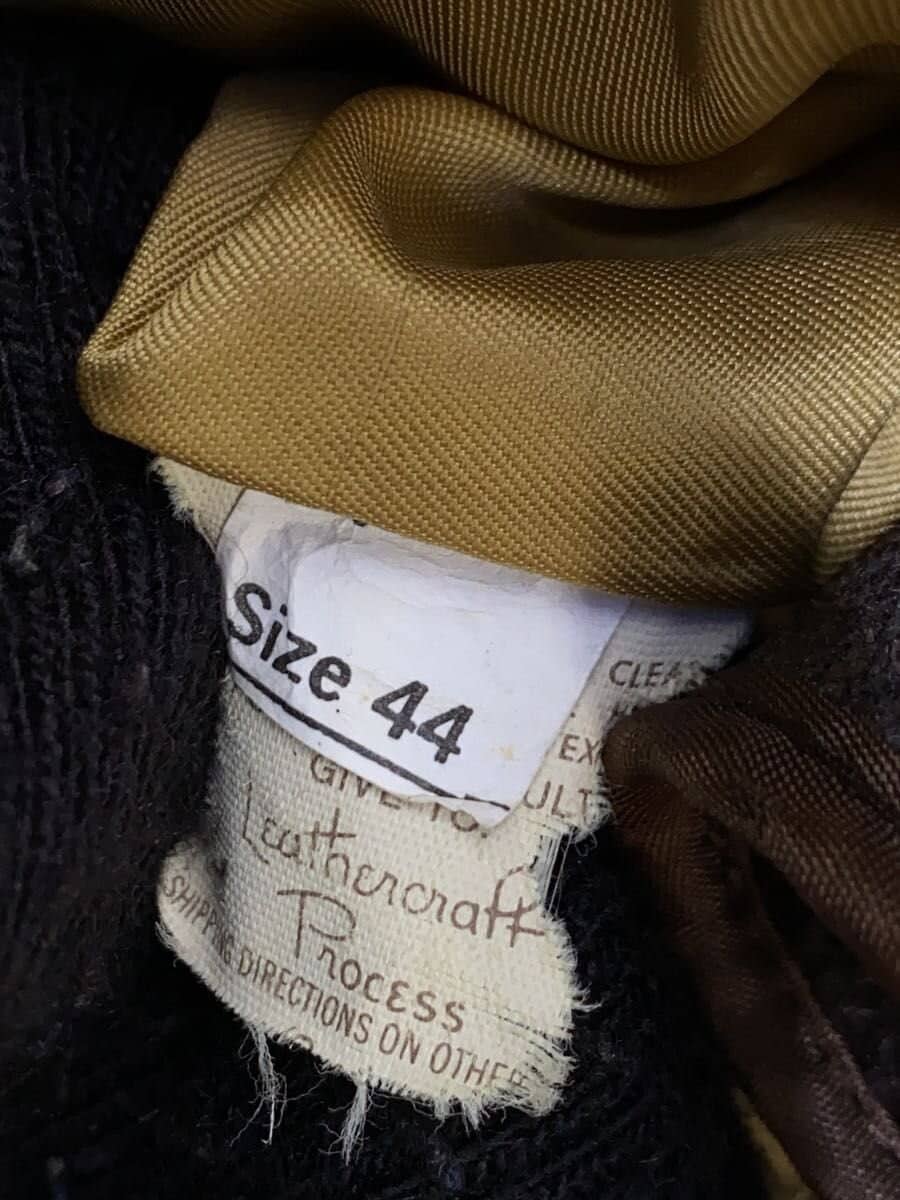 Size 44
CLEA
EX
GIVE ULT
TO.
Leathercraft
Process
SHIPPING DIRECTIONS ON OTHER